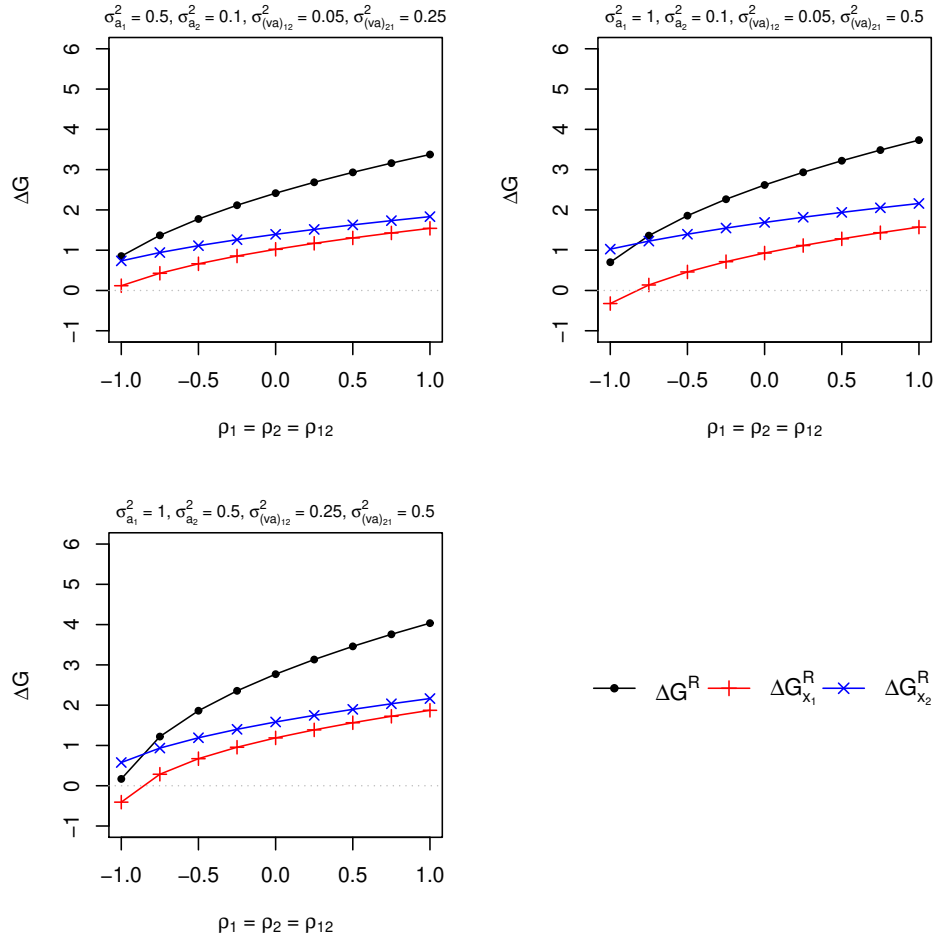 σ²a₁ = 0.5, σ²a₂ = 0.1, σ²(va)₁₂ = 0.05, σ²(va)₂₁ = 0.25
ΔG
6
5
4
3
2
1
0
−1
−1.0 −0.5 0.0 0.5 1.0
ρ₁ = ρ₂ = ρ₁₂
σ²a₁ = 1, σ²a₂ = 0.1, σ²(va)₁₂ = 0.05, σ²(va)₂₁ = 0.5
ΔG
6
5
4
3
2
1
0
−1
−1.0 −0.5 0.0 0.5 1.0
ρ₁ = ρ₂ = ρ₁₂
σ²a₁ = 1, σ²a₂ = 0.5, σ²(va)₁₂ = 0.25, σ²(va)₂₁ = 0.5
ΔG
6
5
4
3
2
1
0
−1
−1.0 −0.5 0.0 0.5 1.0
ρ₁ = ρ₂ = ρ₁₂
ΔGᴿ ΔGᴿx₁ ΔGᴿx₂